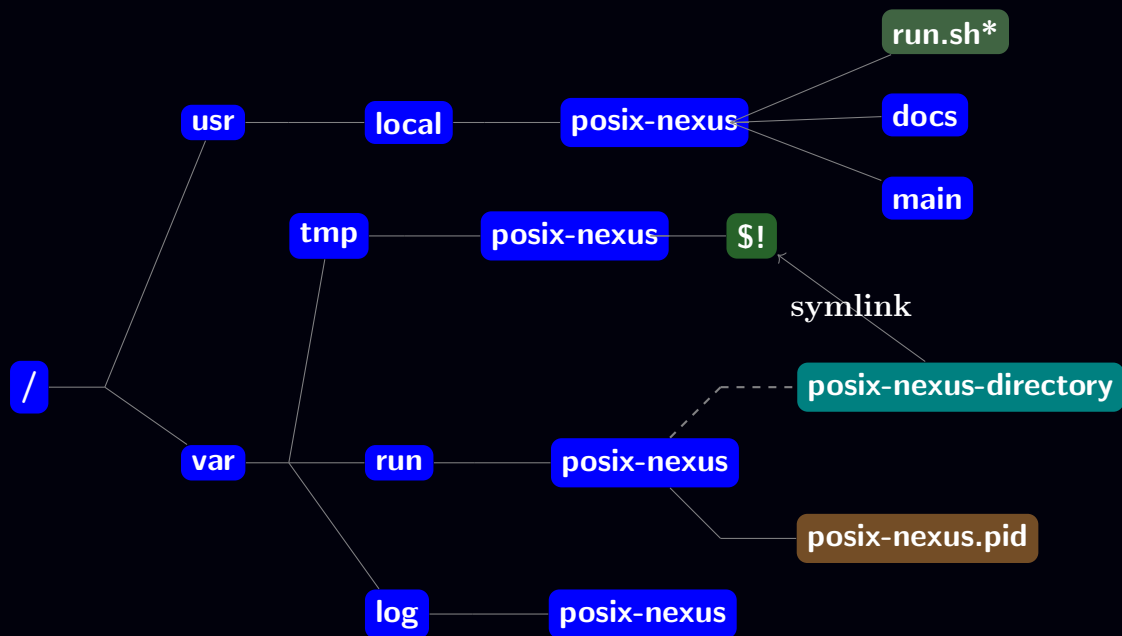 run.sh*
usr
local
posix-nexus
docs
main
tmp
posix-nexus
$!
symlink
/
posix-nexus-directory
var
run
posix-nexus
posix-nexus.pid
log
posix-nexus